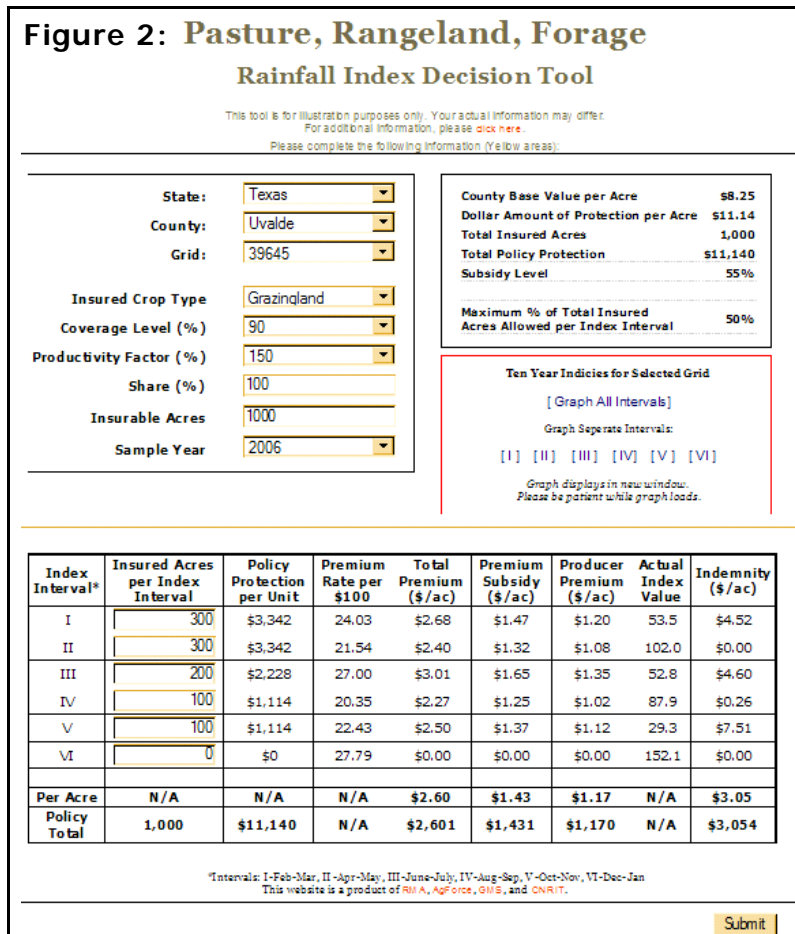 Figure 2: Pasture, Rangeland, Forage
Rainfall Index Decision Tool
This tool is for illustration purposes only. Your actual information may differ.
For additional information, please click here.
Please complete the following information (Yellow areas):
State: Texas
County: Uvalde
Grid: 39645
Insured Crop Type Grazingland
Coverage Level (%) 90
Productivity Factor (%) 150
Share (%) 100
Insurable Acres 1000
Sample Year 2006
County Base Value per Acre $8.25
Dollar Amount of Protection per Acre $11.14
Total Insured Acres 1,000
Total Policy Protection $11,140
Subsidy Level 55%
Maximum % of Total Insured
Acres Allowed per Index Interval 50%
Ten Year Indicies for Selected Grid
[ Graph All Intervals]
Graph Seperate Intervals:
[ I ] [ II ] [ III ] [ IV] [ V ] [ VI ]
Graph displays in new window.
Please be patient while graph loads.
Index Interval* Insured Acres per Index Interval Policy Protection per Unit Premium Rate per $100 Total Premium ($/ac) Premium Subsidy ($/ac) Producer Premium ($/ac) Actual Index Value Indemnity ($/ac)
I 300 $3,342 24.03 $2.68 $1.47 $1.20 53.5 $4.52
II 300 $3,342 21.54 $2.40 $1.32 $1.08 102.0 $0.00
III 200 $2,228 27.00 $3.01 $1.65 $1.35 52.8 $4.60
IV 100 $1,114 20.35 $2.27 $1.25 $1.02 87.9 $0.26
V 100 $1,114 22.43 $2.50 $1.37 $1.12 29.3 $7.51
VI 0 $0 27.79 $0.00 $0.00 $0.00 152.1 $0.00
Per Acre N/A N/A N/A $2.60 $1.43 $1.17 N/A $3.05
Policy Total 1,000 $11,140 N/A $2,601 $1,431 $1,170 N/A $3,054
*Intervals: I-Feb-Mar, II-Apr-May, III-June-July, IV-Aug-Sep, V-Oct-Nov, VI-Dec-Jan
This website is a product of RMA, AgForce, GMS, and CNRIT.
Submit